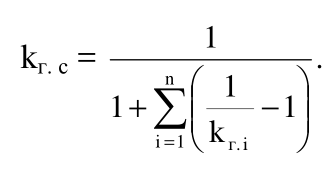 k_{г. с} = \frac{1}{1 + \sum_{i=1}^{n} \left( \frac{1}{k_{г.i}} - 1 \right)}.